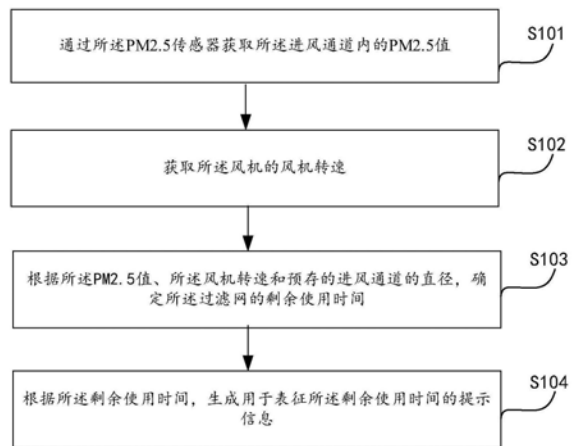 通过所述PM2.5传感器获取所述进风通道内的PM2.5值
S101
获取所述风机的风机转速
S102
根据所述PM2.5值、所述风机转速和预存的进风通道的直径，确
定所述过滤网的剩余使用时间
S103
根据所述剩余使用时间，生成用于表征所述剩余使用时间的提示
信息
S104